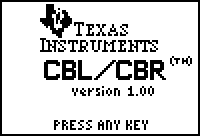 TEXAS
INSTRUMENTS
CBL/CBR(TM)
version 1.00
PRESS ANY KEY